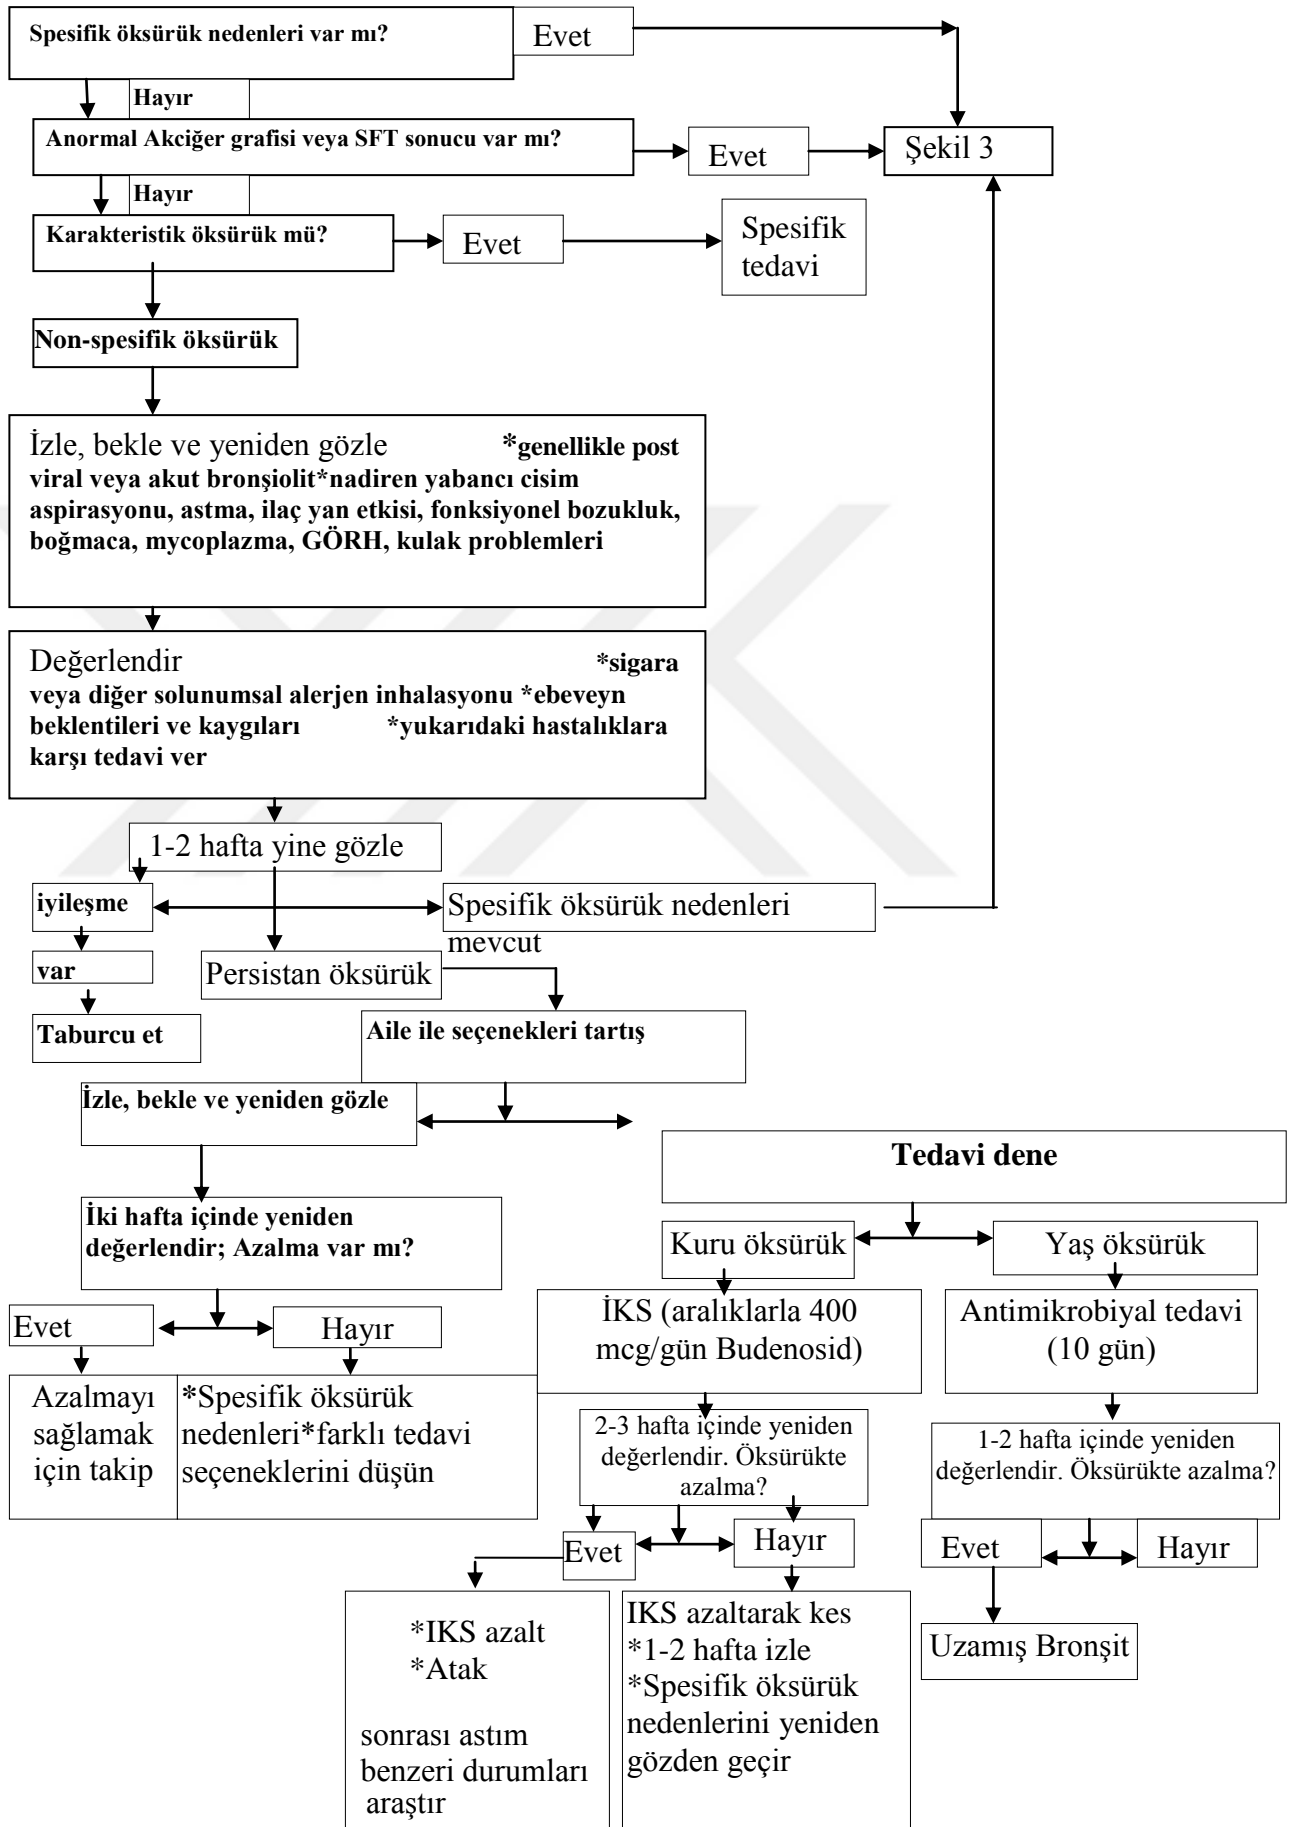 Spesifik öksürük nedenleri var mı?
Evet
Hayır
Anormal Akciğer grafisi veya SFT sonucu var mı?
Evet
Şekil 3
Hayır
Karakteristik öksürük mü?
Evet
Spesifik
tedavi
Non-spesifik öksürük
İzle, bekle ve yeniden gözle *genellikle post
viral veya akut bronşiolit*nadiren yabancı cisim
aspirasyonu, astma, ilaç yan etkisi, fonksiyonel bozukluk,
boğmaca, mycoplazma, GÖRH, kulak problemleri
Değerlendir *sigara
veya diğer solunumsal alerjen inhalasyonu *ebeveyn
beklentileri ve kaygıları *yukarıdaki hastalıklara
karşı tedavi ver
1-2 hafta yine gözle
iyileşme
Spesifik öksürük nedenleri
mevcut
var
Persistan öksürük
Taburcu et
Aile ile seçenekleri tartış
İzle, bekle ve yeniden gözle
Tedavi dene
İki hafta içinde yeniden
değerlendir; Azalma var mı?
Kuru öksürük
Yaş öksürük
Evet
Hayır
İKS (aralıklarla 400
mcg/gün Budenosid)
Antimikrobiyal tedavi
(10 gün)
Azalmayı
sağlamak
için takip
*Spesifik öksürük
nedenleri*farklı tedavi
seçeneklerini düşün
2-3 hafta içinde yeniden
değerlendir. Öksürükte
azalma?
1-2 hafta içinde yeniden
değerlendir. Öksürükte azalma?
Evet
Hayır
Evet
Hayır
*IKS azalt
*Atak
sonrası astım
benzeri durumları
araştır
IKS azaltarak kes
*1-2 hafta izle
*Spesifik öksürük
nedenlerini yeniden
gözden geçir
Uzamış Bronşit